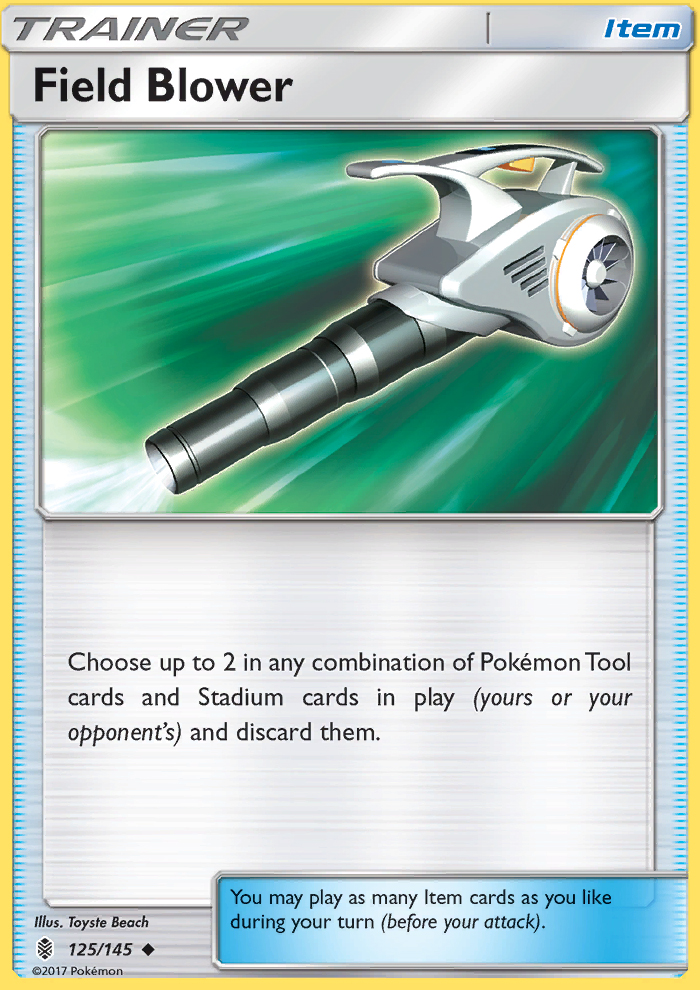 TRAINER
Item
Field Blower
Choose up to 2 in any combination of Pokémon Tool
cards and Stadium cards in play (yours or your
opponent's) and discard them.
You may play as many Item cards as you like
during your turn (before your attack).
Illus. Toyste Beach
125/145
©2017 Pokémon